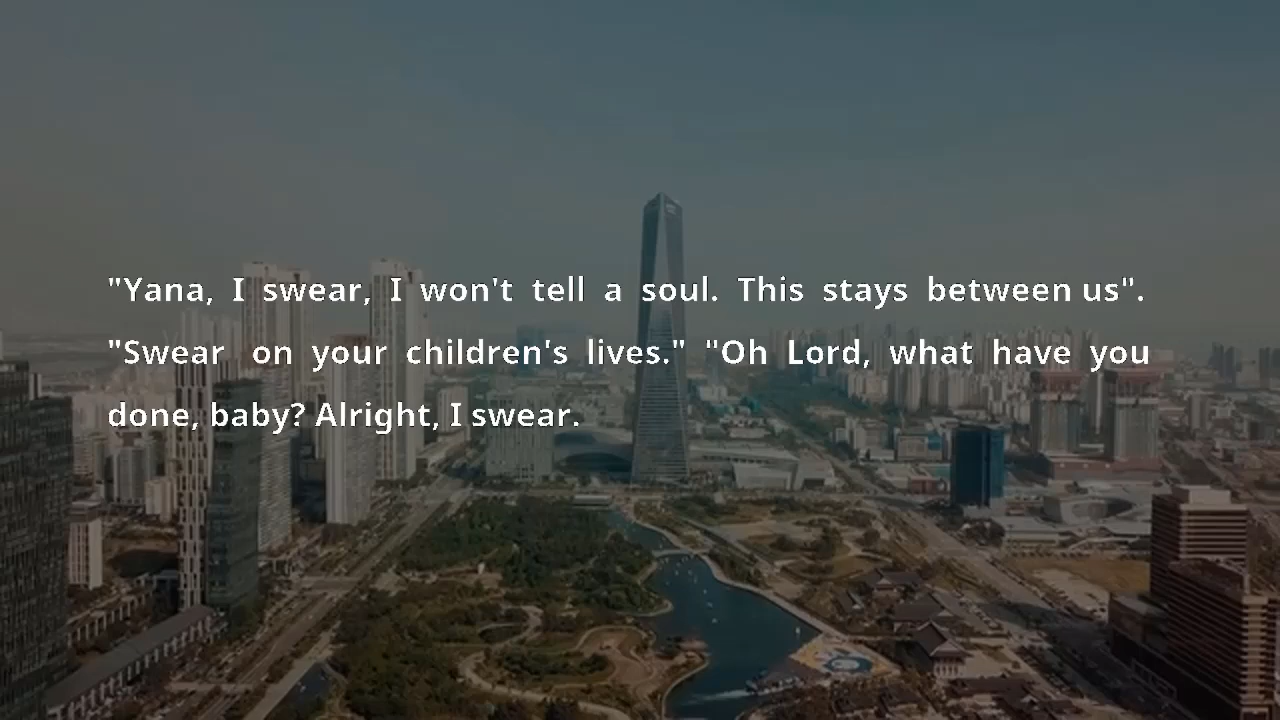 "Yana, I swear, I won't tell a soul. This stays between us".
"Swear on your children's lives." "Oh Lord, what have you
done, baby? Alright, I swear.